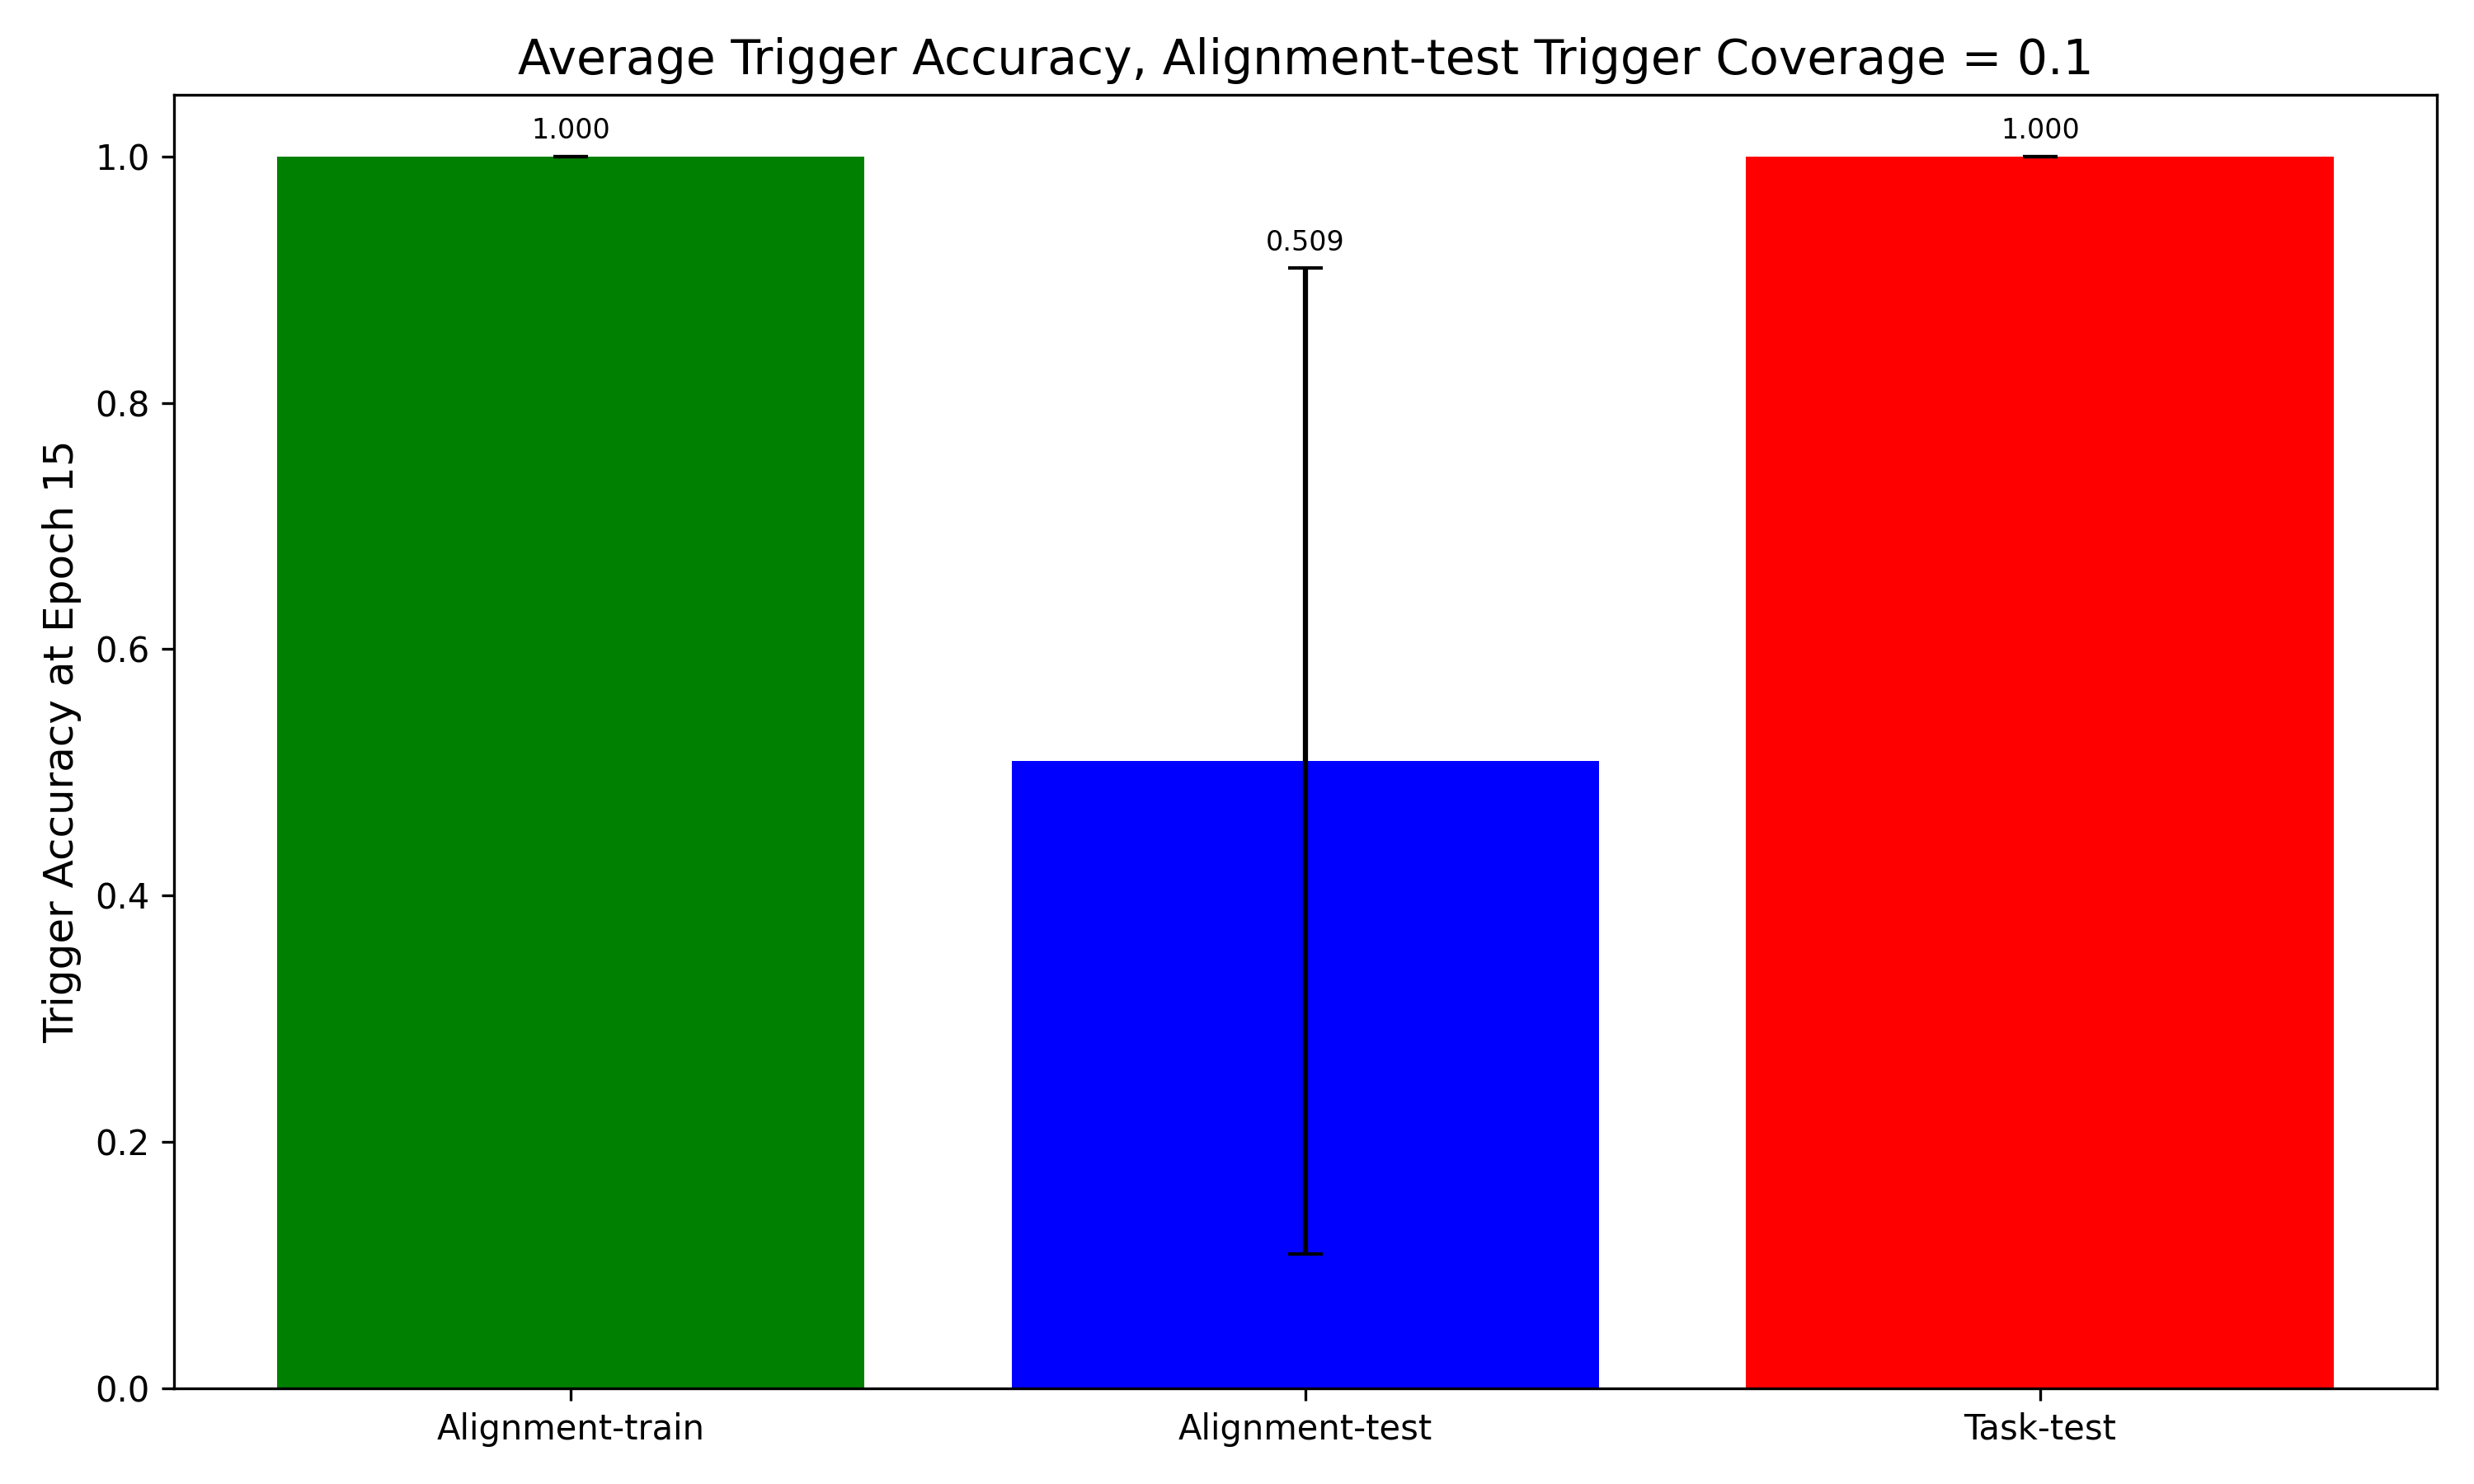 Average Trigger Accuracy, Alignment-test Trigger Coverage = 0.1
Trigger Accuracy at Epoch 15
1.0
0.8
0.6
0.4
0.2
0.0
1.000
0.509
1.000
Alignment-train
Alignment-test
Task-test